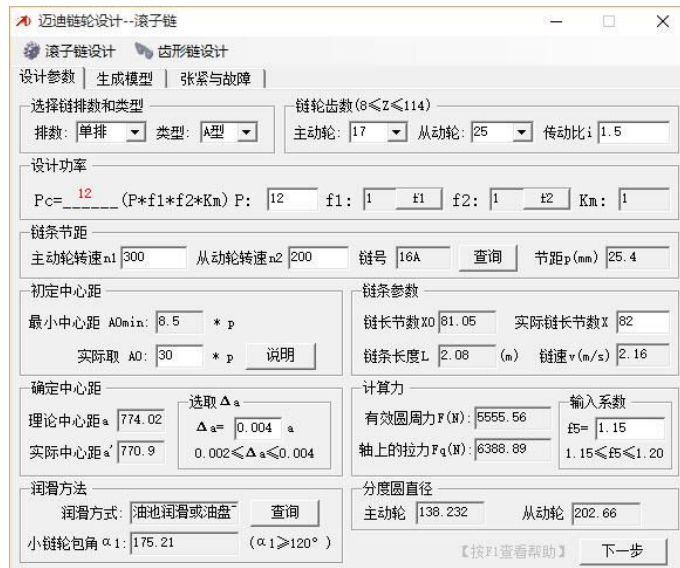 迈迪链轮设计--滚子链
滚子链设计 齿形链设计
设计参数 生成模型 张紧与故障
选择链排数和类型
排数: 单排 类型: A型
链轮齿数(8≤Z≤114)
主动轮: 17 从动轮: 25 传动比i 1.5
设计功率
Pc=__12____(P*f1*f2*Km) P: 12 f1: 1 f1 f2: 1 f2 Km: 1
链条节距
主动轮转速n1 300 从动轮转速n2 200 链号 16A 查询 节距p(mm) 25.4
初定中心距
最小中心距 A0min: 8.5 * p
实际取 A0: 30 * p 说明
链条参数
链长节数X0 81.05 实际链长节数X 82
链条长度L 2.08 (m) 链速v(m/s) 2.16
确定中心距
理论中心距a 774.02
实际中心距a' 770.9
选取Δa
Δa= 0.004 a
0.002≤Δa≤0.004
计算力
有效圆周力F(N): 5555.56
轴上的拉力Fq(N): 6388.89
输入系数
f5= 1.15
1.15≤f5≤1.20
润滑方法
润滑方式: 油池润滑或油盘 查询
小链轮包角α1: 175.21 (α1≥120°)
分度圆直径
主动轮 138.232 从动轮 202.66
【按F1查看帮助】 下一步